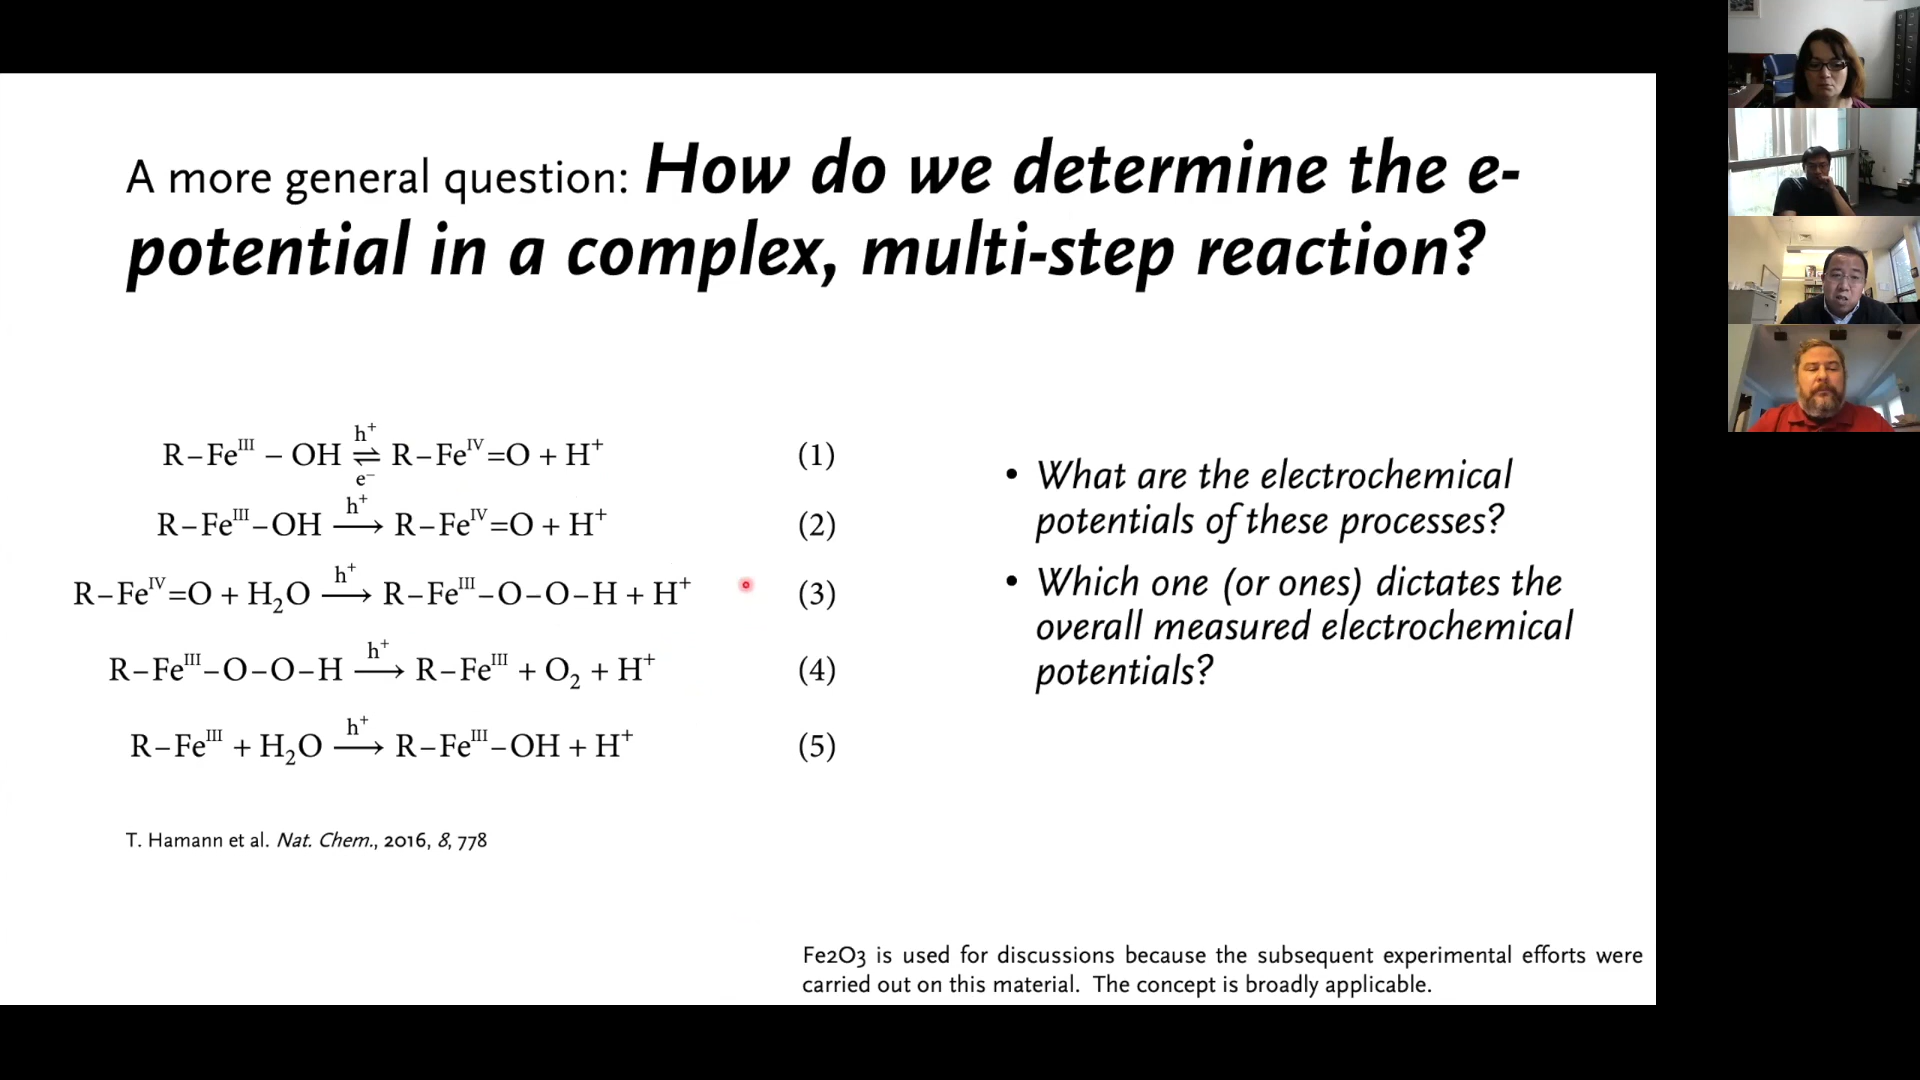 A more general question: How do we determine the e-
potential in a complex, multi-step reaction?
R–Fe^III – OH ⇌ R–Fe^IV=O + H⁺ (1)
h⁺
e⁻
R–Fe^III–OH ⟶ R–Fe^IV=O + H⁺ (2)
h⁺
R–Fe^IV=O + H₂O ⟶ R–Fe^III–O–O–H + H⁺ (3)
h⁺
R–Fe^III–O–O–H ⟶ R–Fe^III + O₂ + H⁺ (4)
h⁺
R–Fe^III + H₂O ⟶ R–Fe^III–OH + H⁺ (5)
h⁺
• What are the electrochemical
potentials of these processes?
• Which one (or ones) dictates the
overall measured electrochemical
potentials?
T. Hamann et al. Nat. Chem., 2016, 8, 778
Fe2O3 is used for discussions because the subsequent experimental efforts were
carried out on this material. The concept is broadly applicable.